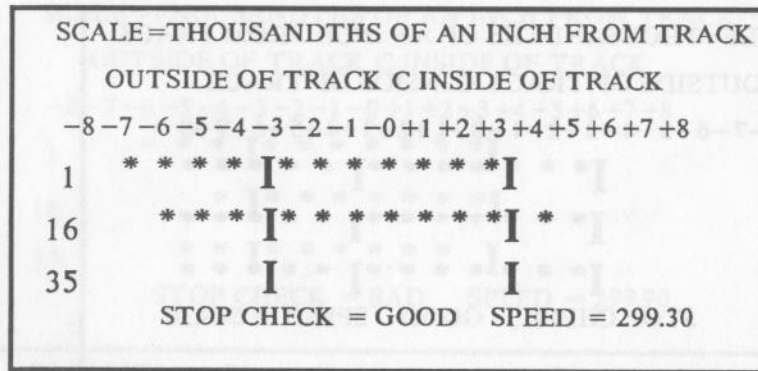 SCALE=THOUSANDTHS OF AN INCH FROM TRACK
OUTSIDE OF TRACK C INSIDE OF TRACK
-8 -7 -6 -5 -4 -3 -2 -1 -0 +1 +2 +3 +4 +5 +6 +7 +8
1 * * * * I * * * * * * * I
16 * * * I * * * * * * * I *
35 I I
STOP CHECK = GOOD SPEED = 299.30